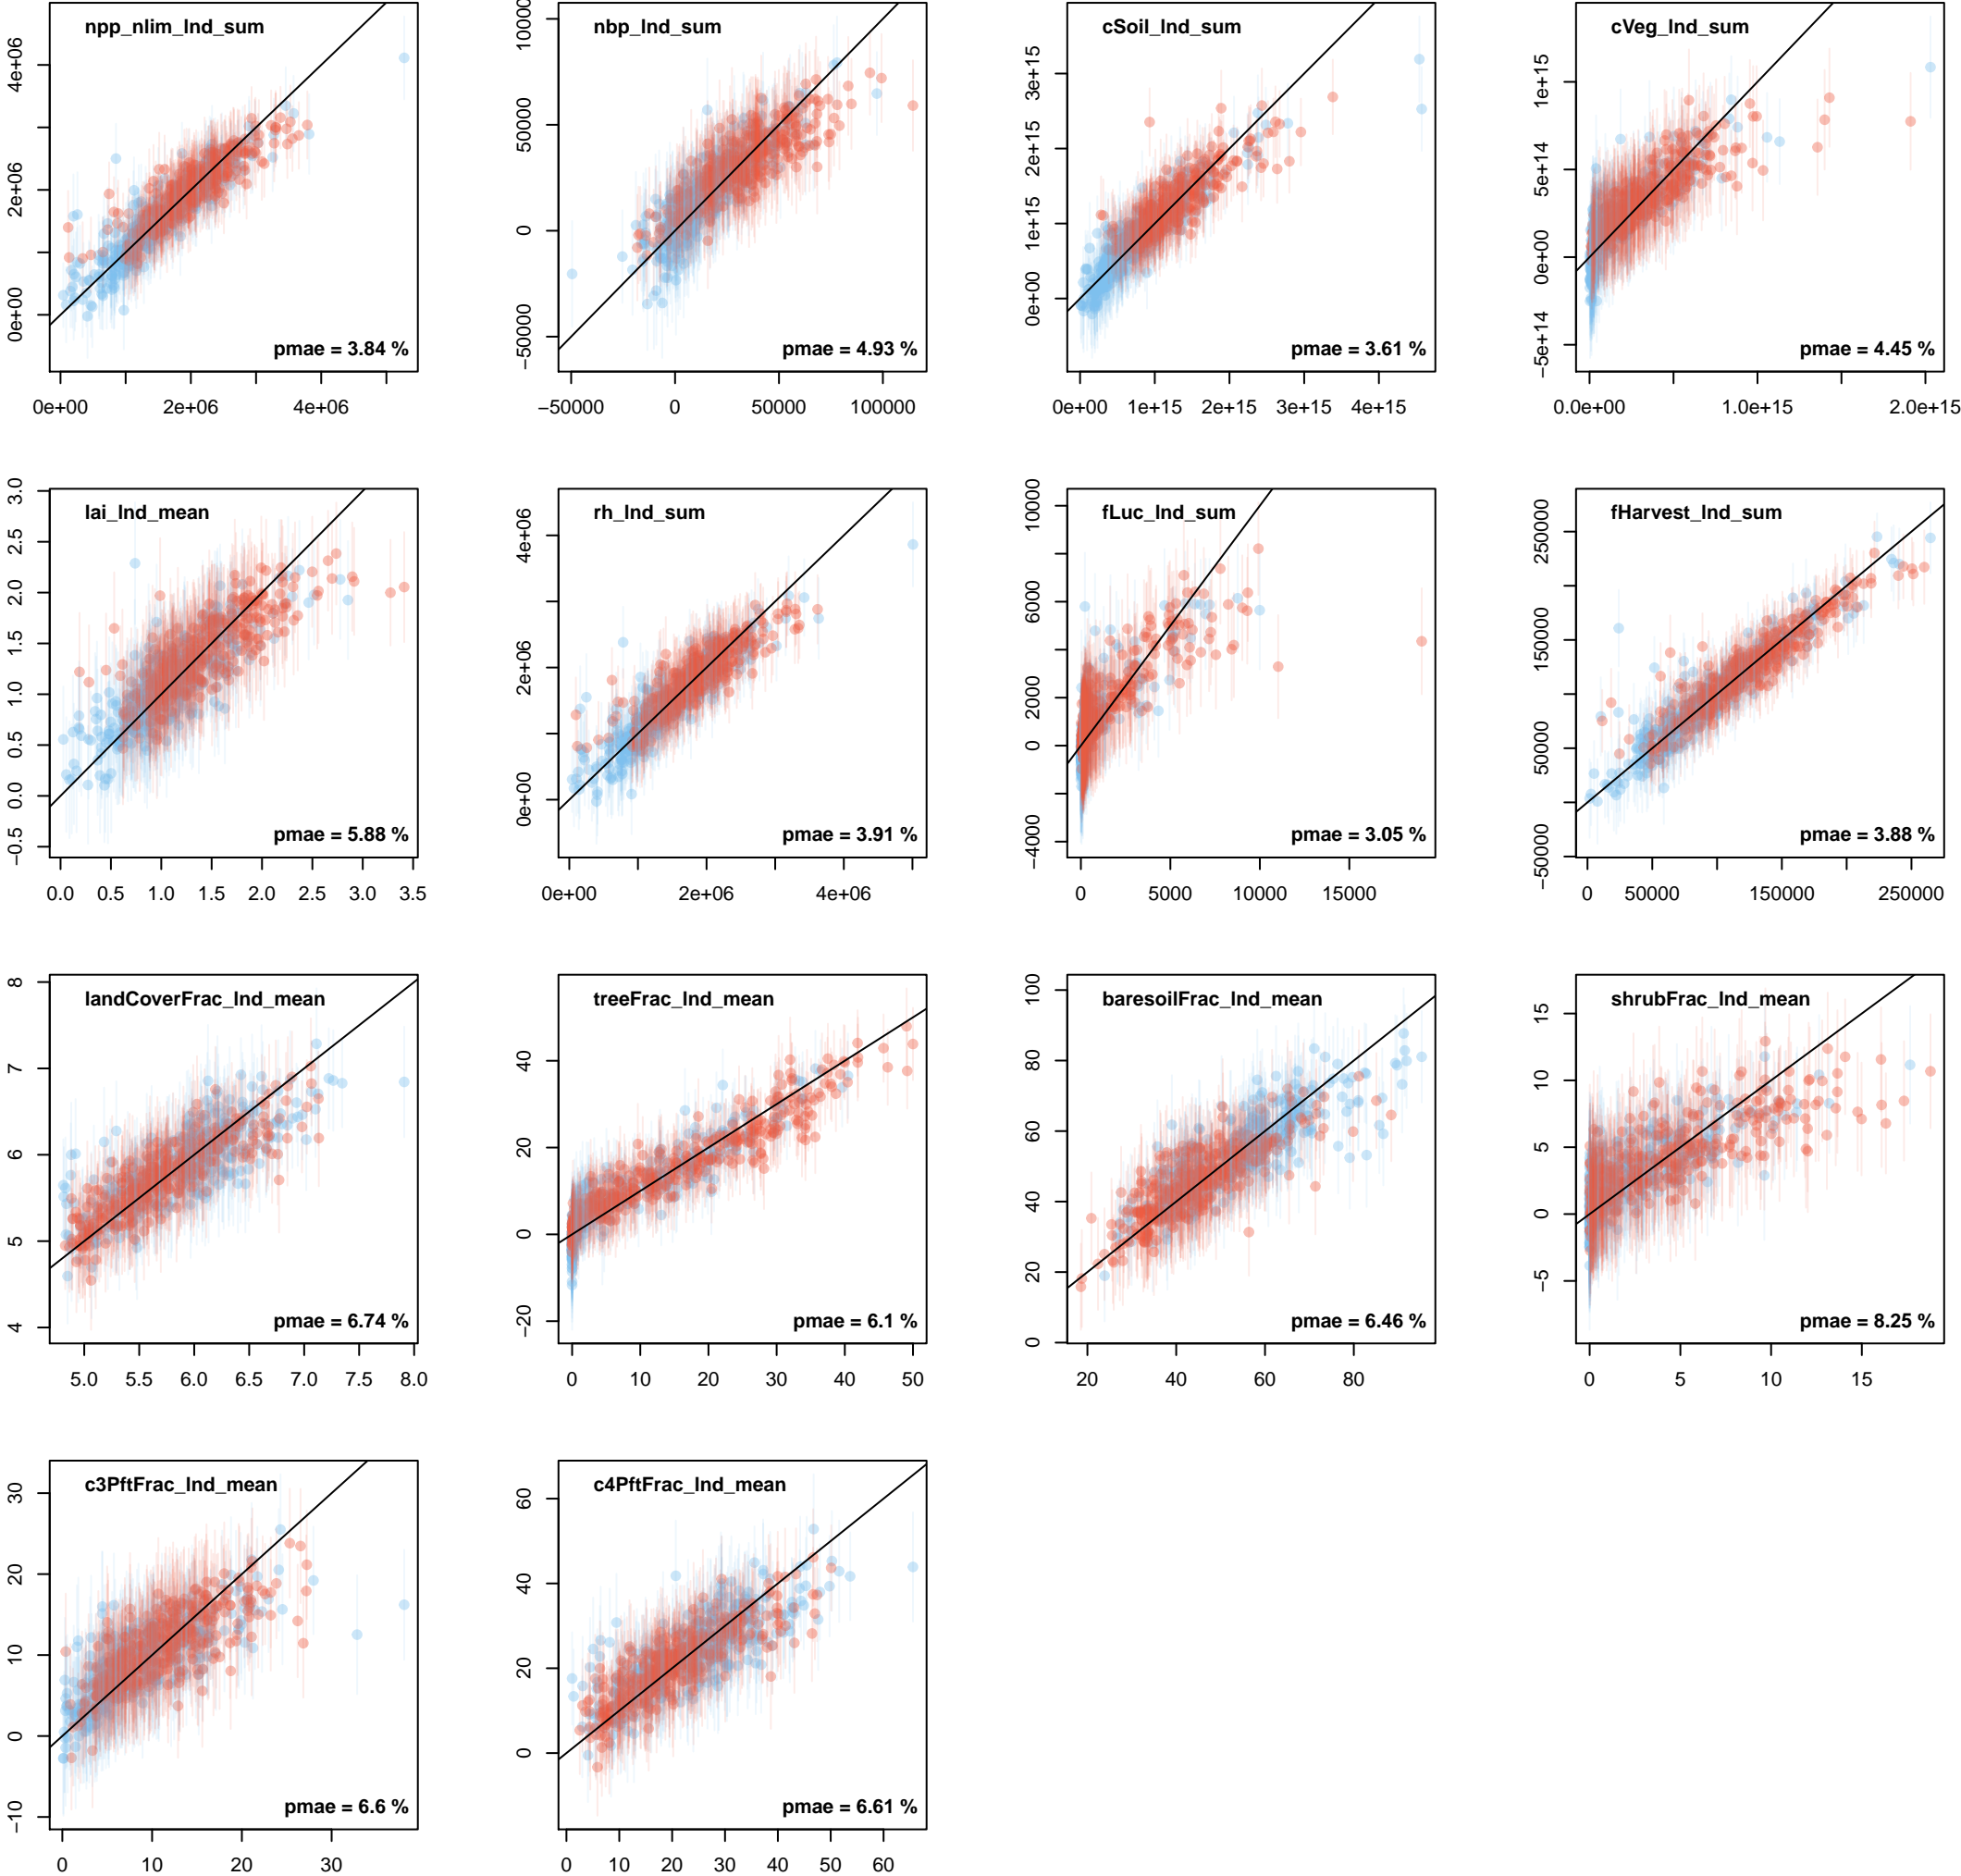 npp_nlim_lnd_sum
0e+00 2e+06 4e+06
pmae = 3.84 %
0e+00 2e+06 4e+06
nbp_lnd_sum
−50000 0 50000 100000
pmae = 4.93 %
−50000 0 50000 100000
cSoil_lnd_sum
0e+00 1e+15 2e+15 3e+15
pmae = 3.61 %
0e+00 1e+15 2e+15 3e+15 4e+15
cVeg_lnd_sum
−5e+14 0e+00 5e+14 1e+15
pmae = 4.45 %
0.0e+00 1.0e+15 2.0e+15
lai_lnd_mean
−0.5 0.0 0.5 1.0 1.5 2.0 2.5 3.0
pmae = 5.88 %
0.0 0.5 1.0 1.5 2.0 2.5 3.0 3.5
rh_lnd_sum
0e+00 2e+06 4e+06
pmae = 3.91 %
0e+00 2e+06 4e+06
fLuc_lnd_sum
−4000 0 2000 6000 10000
pmae = 3.05 %
0 5000 10000 15000
fHarvest_lnd_sum
−50000 50000 150000 250000
pmae = 3.88 %
0 50000 150000 250000
landCoverFrac_lnd_mean
4 5 6 7 8
pmae = 6.74 %
5.0 5.5 6.0 6.5 7.0 7.5 8.0
treeFrac_lnd_mean
−20 0 20 40
pmae = 6.1 %
0 10 20 30 40 50
baresoilFrac_lnd_mean
0 20 40 60 80 100
pmae = 6.46 %
20 40 60 80
shrubFrac_lnd_mean
−5 0 5 10 15
pmae = 8.25 %
0 5 10 15
c3PftFrac_lnd_mean
−10 0 10 20 30
pmae = 6.6 %
0 10 20 30
c4PftFrac_lnd_mean
0 20 40 60
pmae = 6.61 %
0 10 20 30 40 50 60